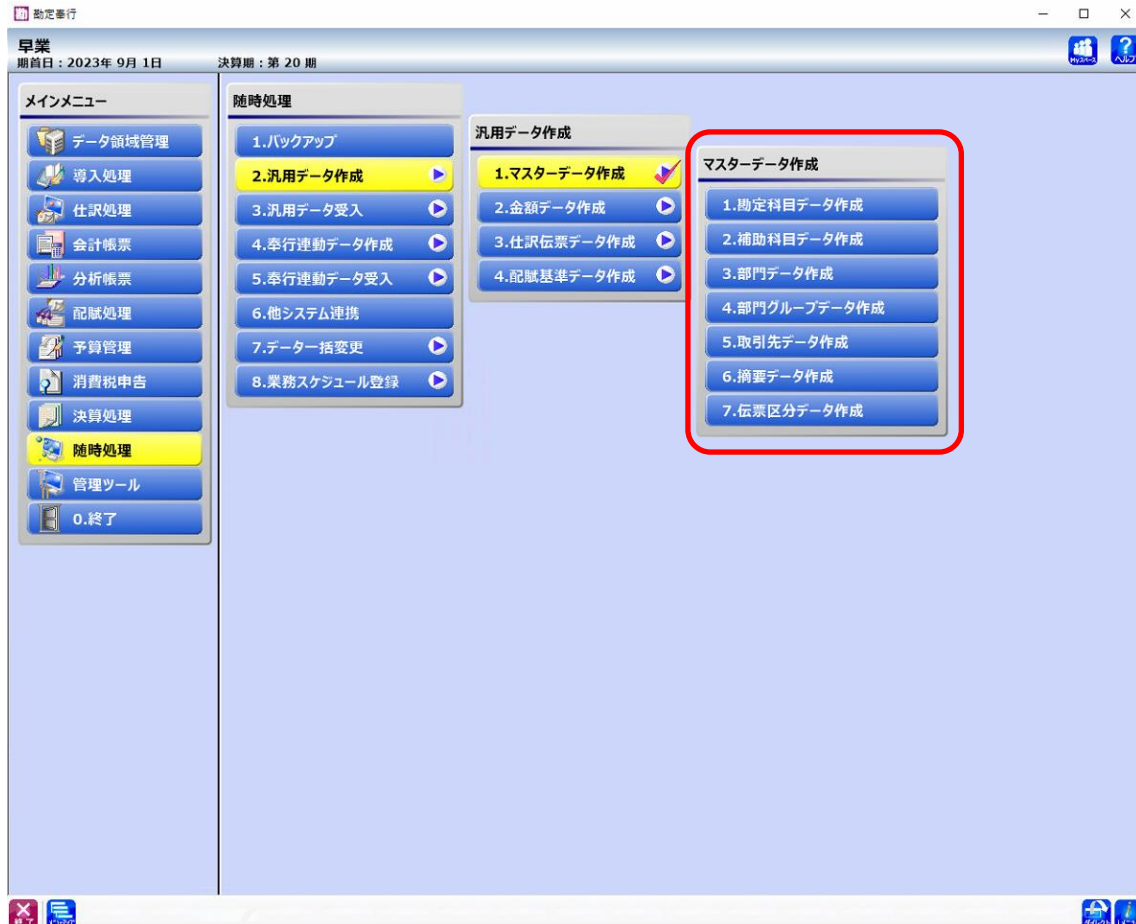 勘定奉行
早業
期首日：2023年 9月 1日 決算期：第 20 期
Myスペース
ヘルプ
メインメニュー
データ領域管理
導入処理
仕訳処理
会計帳票
分析帳票
配賦処理
予算管理
消費税申告
決算処理
随時処理
管理ツール
0.終了
随時処理
1.バックアップ
2.汎用データ作成
3.汎用データ受入
4.奉行連動データ作成
5.奉行連動データ受入
6.他システム連携
7.データ一括変更
8.業務スケジュール登録
汎用データ作成
1.マスターデータ作成
2.金額データ作成
3.仕訳伝票データ作成
4.配賦基準データ作成
マスターデータ作成
1.勘定科目データ作成
2.補助科目データ作成
3.部門データ作成
4.部門グループデータ作成
5.取引先データ作成
6.摘要データ作成
7.伝票区分データ作成
終了